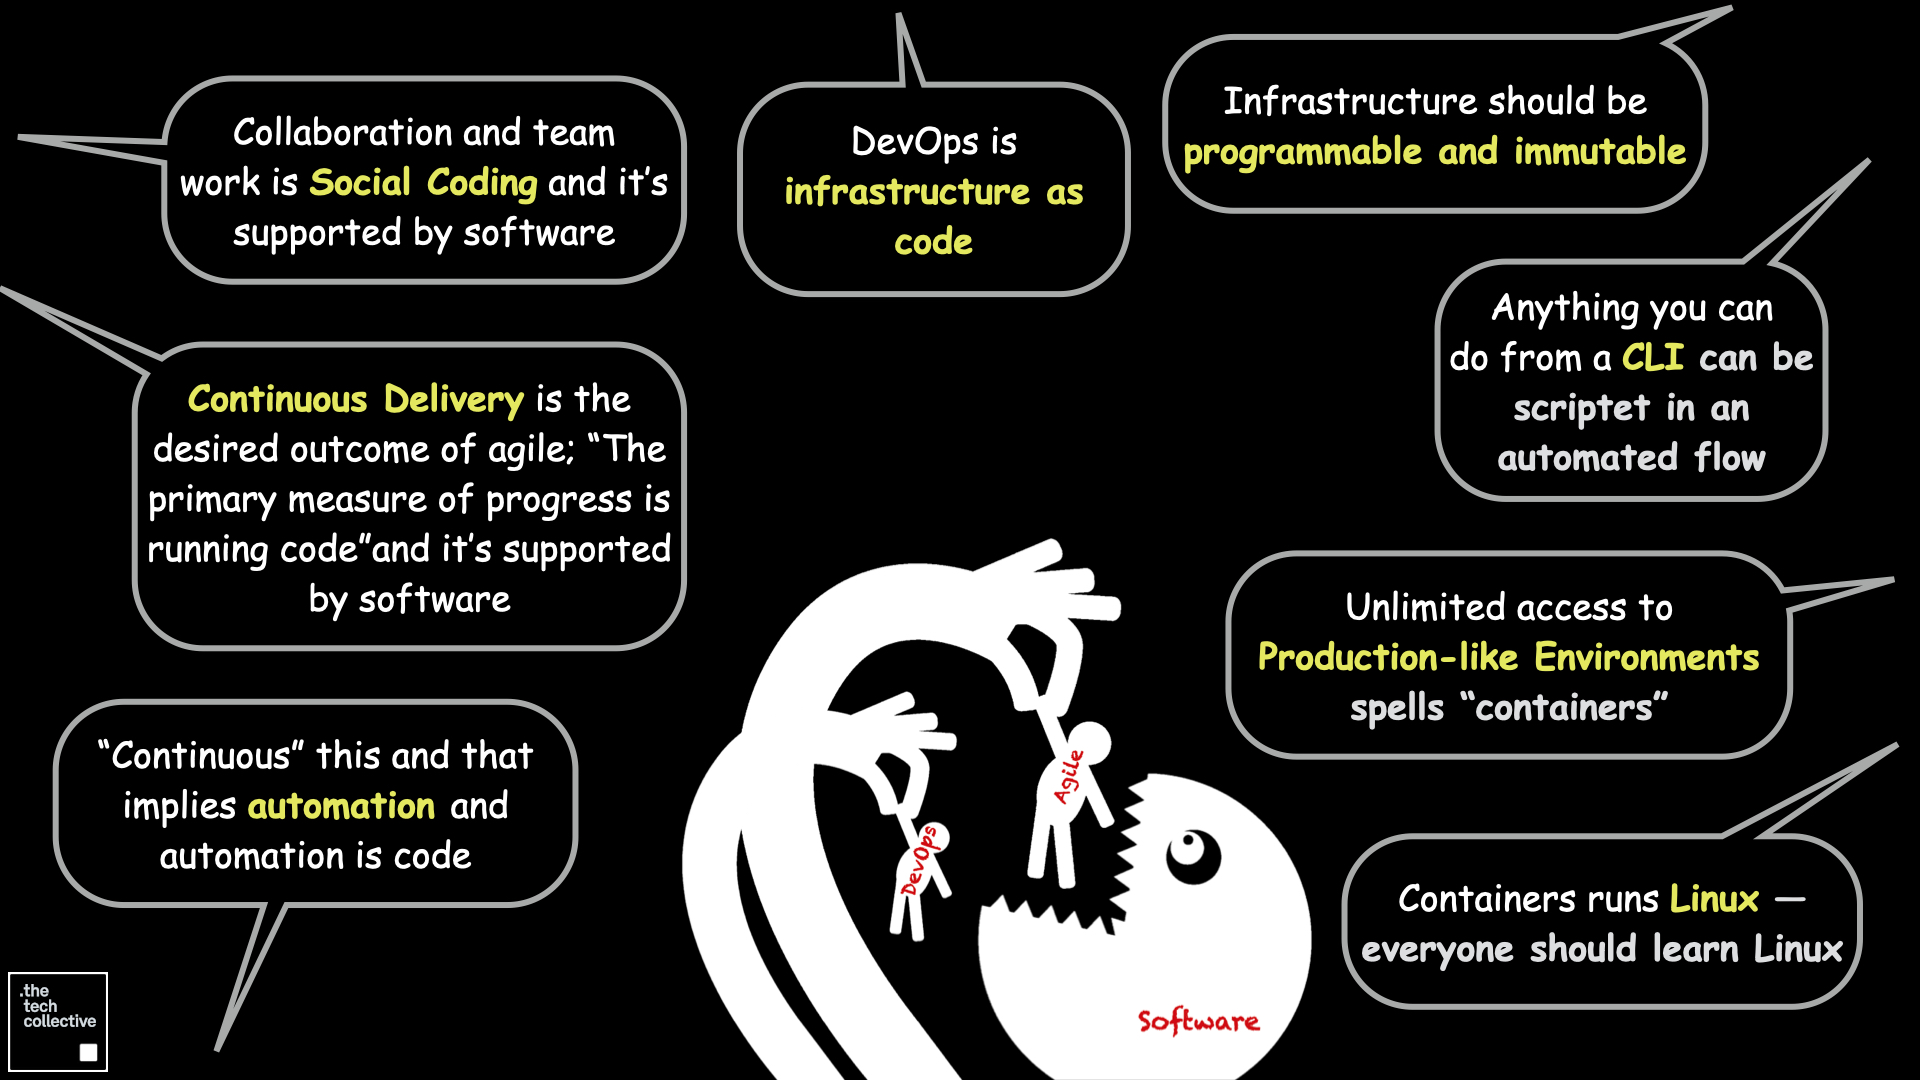 Collaboration and team
work is Social Coding and it's
supported by software
DevOps is
infrastructure as
code
Infrastructure should be
programmable and immutable
Anything you can
do from a CLI can be
scriptet in an
automated flow
Continuous Delivery is the
desired outcome of agile; “The
primary measure of progress is
running code”and it's supported
by software
Unlimited access to
Production-like Environments
spells “containers”
“Continuous” this and that
implies automation and
automation is code
Agile
DevOps
Software
Containers runs Linux —
everyone should learn Linux
.the
tech
collective